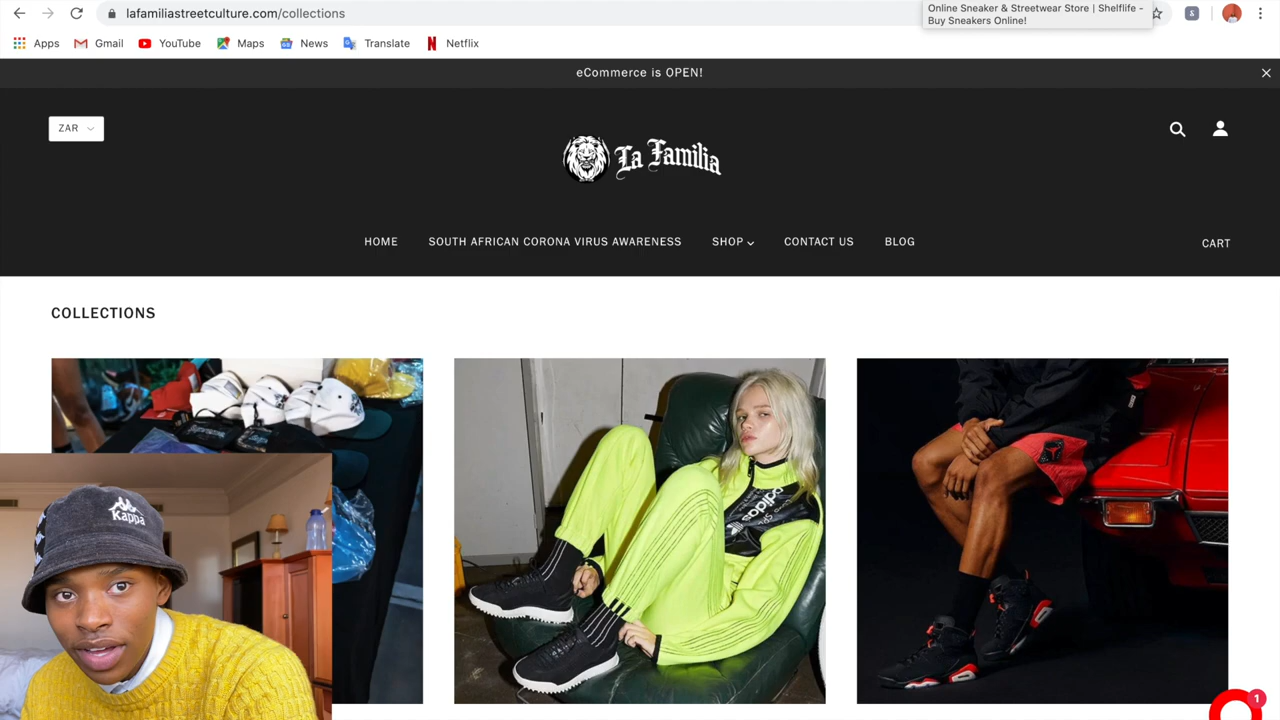 lafamiliastreetculture.com/collections
Online Sneaker & Streetwear Store | Shelflife -
Buy Sneakers Online!
Apps Gmail YouTube Maps News Translate Netflix
eCommerce is OPEN!
ZAR
La Familia
HOME SOUTH AFRICAN CORONA VIRUS AWARENESS SHOP CONTACT US BLOG
CART
COLLECTIONS
adidas
Kappa
1